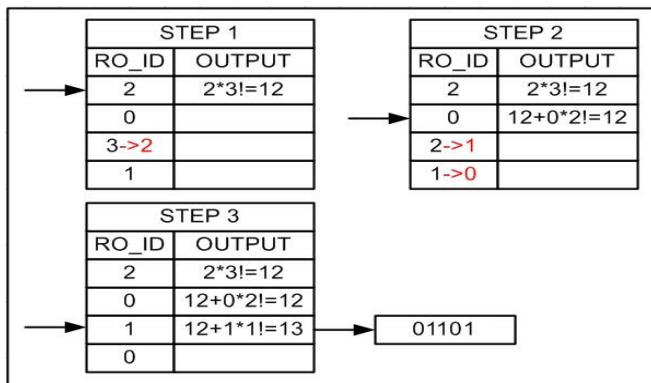 STEP 1
RO_ID OUTPUT
2 2*3!=12
0
3->2
1
STEP 2
RO_ID OUTPUT
2 2*3!=12
0 12+0*2!=12
2->1
1->0
STEP 3
RO_ID OUTPUT
2 2*3!=12
0 12+0*2!=12
1 12+1*1!=13 01101
0